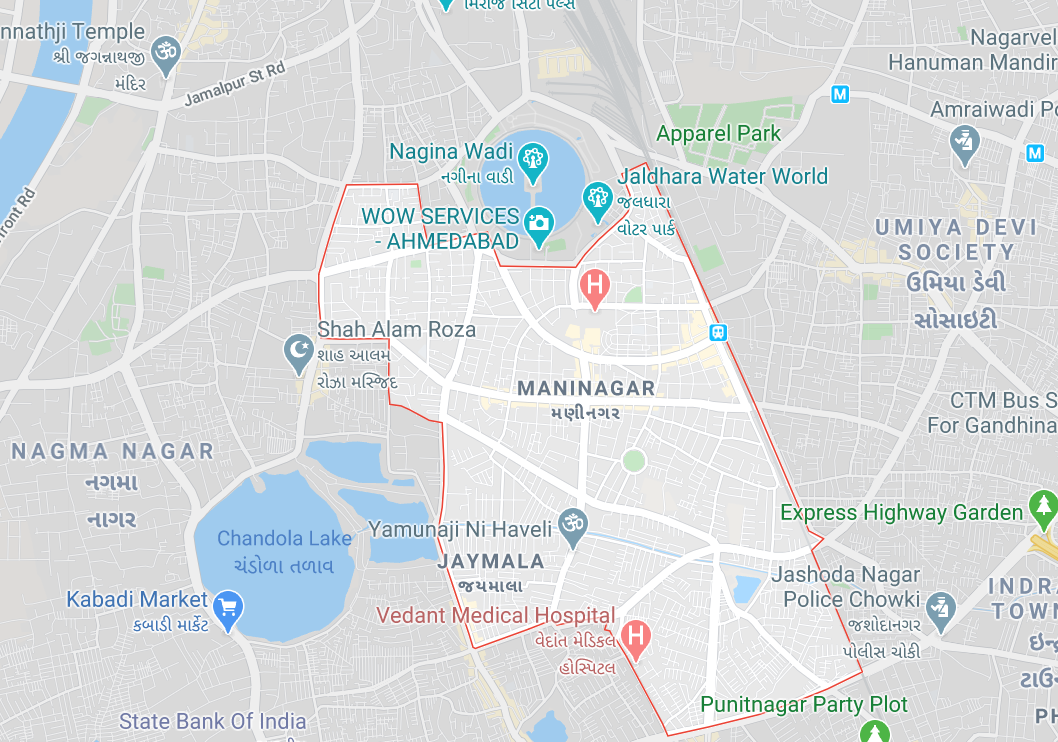 મિરાજ સિટી પલ્સ
nnathji Temple
શ્રી જગન્નાથજી
મંદિર
Jamalpur St Rd
Nagarvel
Hanuman Mandir
M
Amraiwadi Po
M
Apparel Park
Nagina Wadi
નગીના વાડી
Jaldhara Water World
જલધારા
વોટર પાર્ક
WOW SERVICES
- AHMEDABAD
front Rd
UMIYA DEVI
SOCIETY
ઉમિયા ડેવી
સોસાઇટી
H
Shah Alam Roza
શાહ આલમ
રોઝા મસ્જિદ
MANINAGAR
મણીનગર
CTM Bus S
For Gandhina
NAGMA NAGAR
નગમા
નાગર
Chandola Lake
ચંડોળા તળાવ
Yamunaji Ni Haveli
Express Highway Garden
JAYMALA
જયમાલા
Jashoda Nagar
Police Chowki
જશોદાનગર
પોલીસ ચોકી
INDRA
TOWN
ઇન્દ્ર
ટાઉ
PH
Kabadi Market
કબાડી માર્કેટ
Vedant Medical Hospital
વેદાંત મેડિકલ
હોસ્પિટલ
H
Punitnagar Party Plot
State Bank Of India